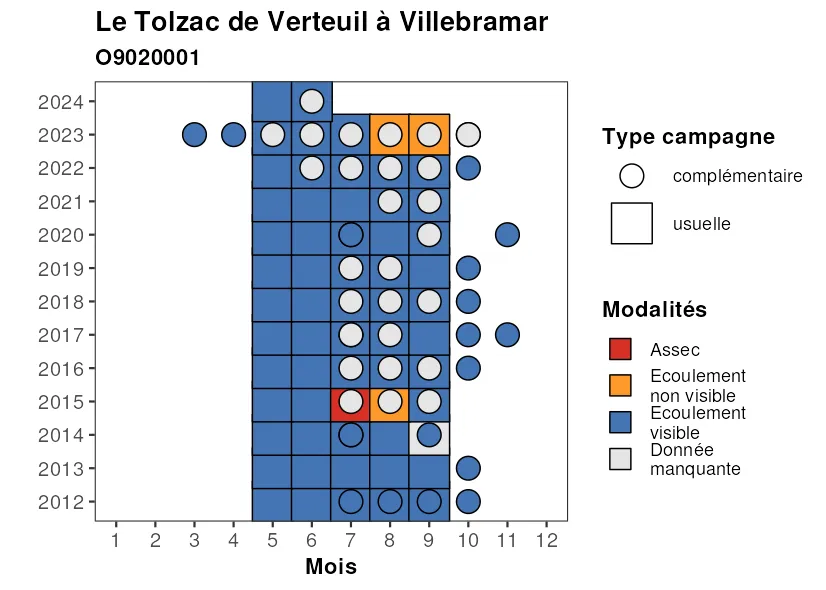 Le Tolzac de Verteuil à Villebramar
O9020001
2024
2023
2022
2021
2020
2019
2018
2017
2016
2015
2014
2013
2012
1 2 3 4 5 6 7 8 9 10 11 12
Mois
Type campagne
complémentaire
usuelle
Modalités
Assec
Ecoulement
non visible
Ecoulement
visible
Donnée
manquante